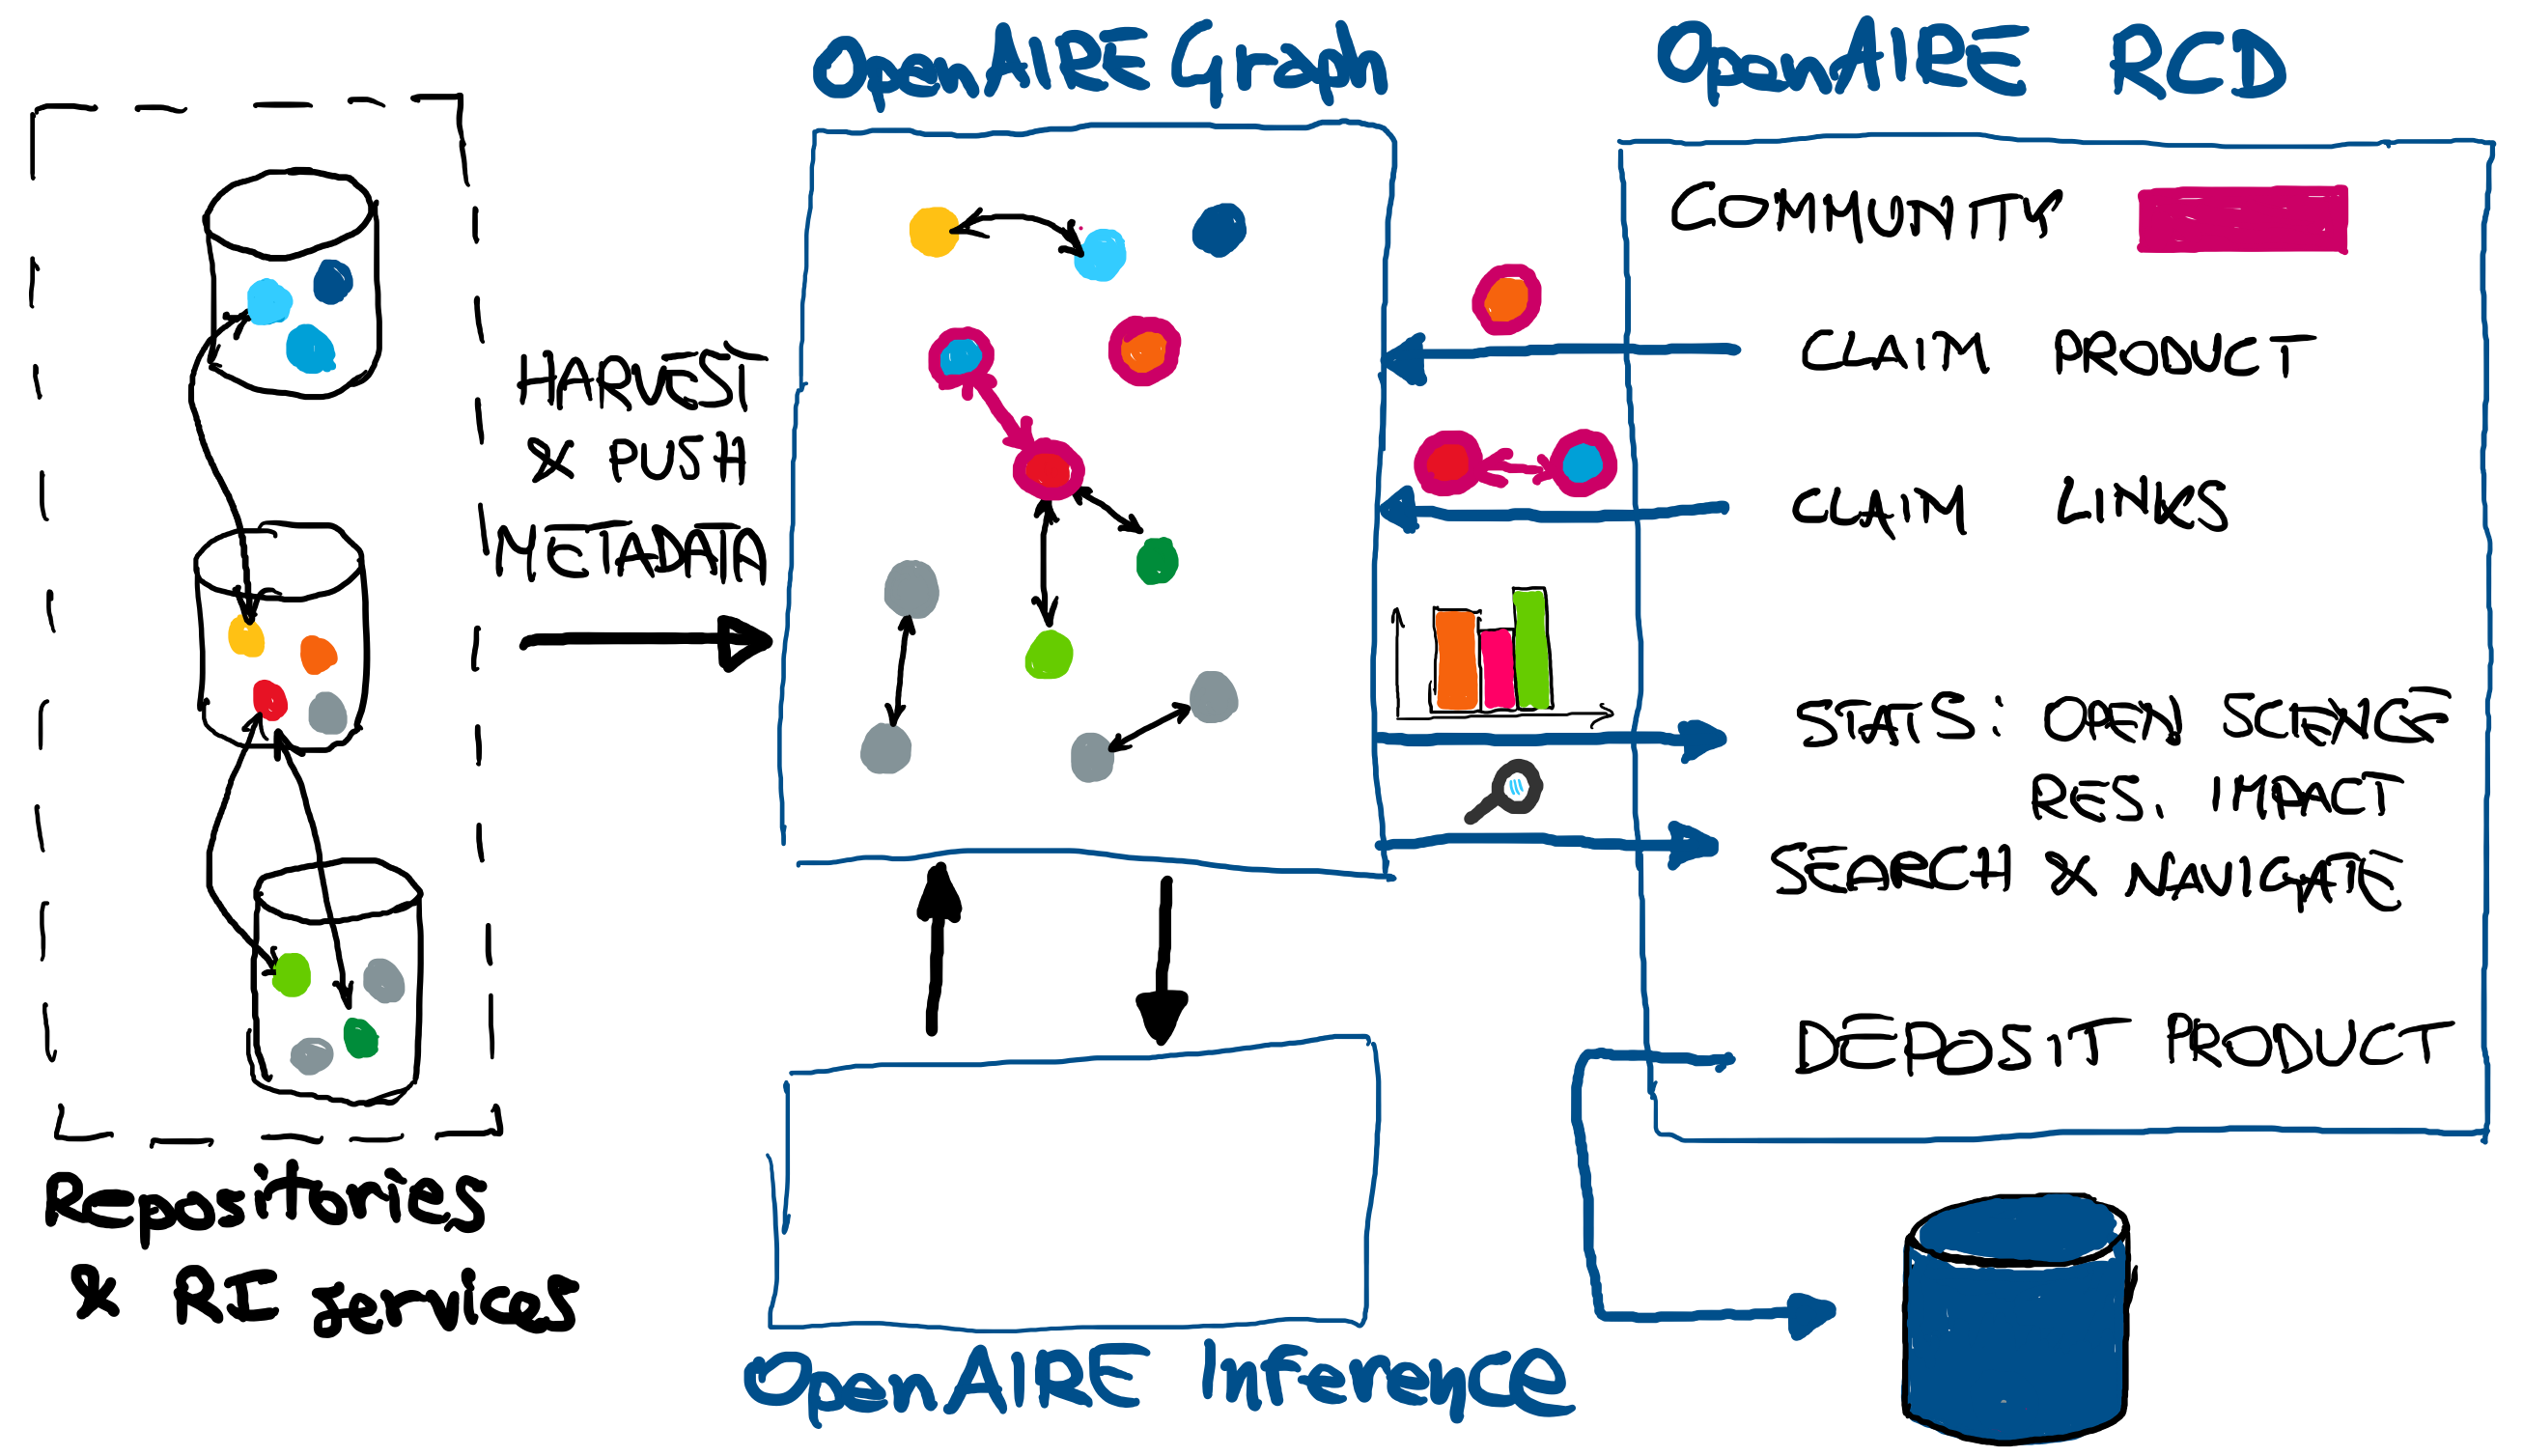 OpenAIRE Graph
OpenAIRE RCD
COMMUNITY
HARVEST
& PUSH
METADATA
CLAIM PRODUCT
CLAIM LINKS
STATS: OPEN SCIENCE
RES. IMPACT
SEARCH & NAVIGATE
DEPOSIT PRODUCT
Repositories
& RI services
OpenAIRE Inference